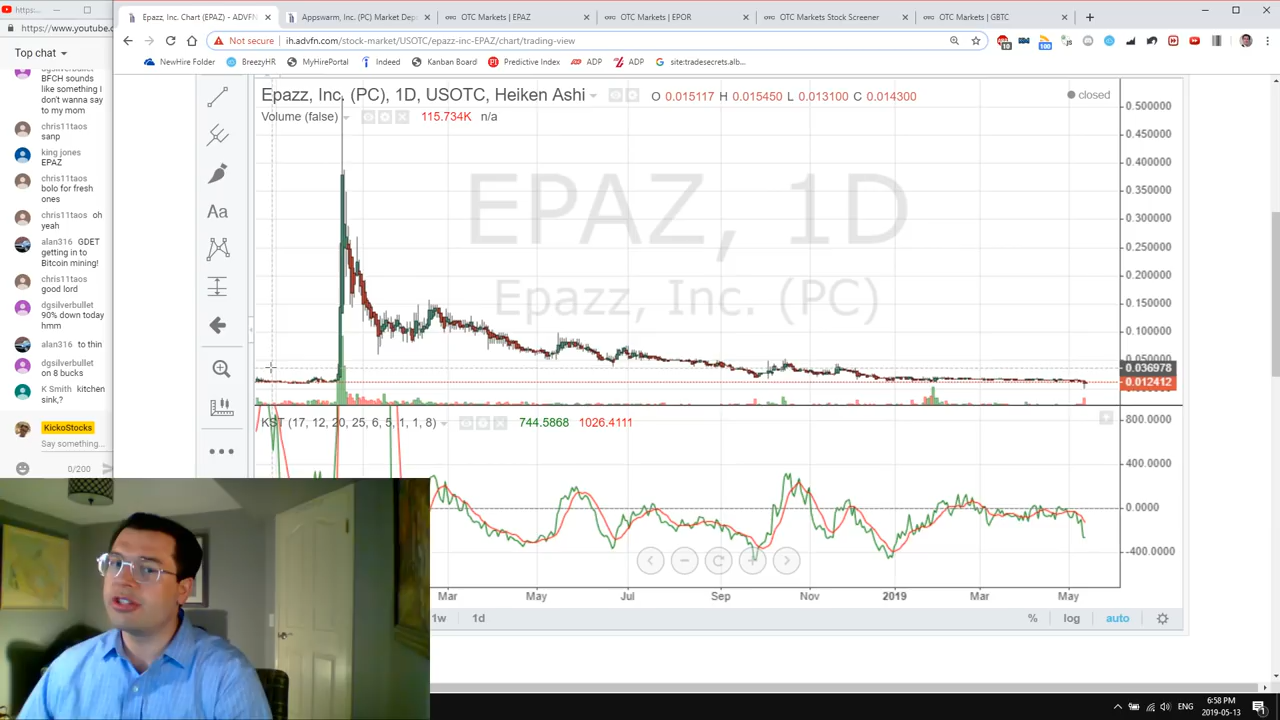 https://www.youtube.c
Top chat
dgsilverbullet
BFCH sounds
like something I
don't wanna say
to my mom
chris11taos
sanp
king jones
EPAZ
chris11taos
bolo for fresh
ones
chris11taos oh
yeah
alan316 GDET
getting in to
Bitcoin mining!
chris11taos
good lord
dgsilverbullet
90% down today
hmm
alan316 to thin
dgsilverbullet
on 8 bucks
K Smith kitchen
sink,?
KickoStocks
Say something...
0/200
Epazz, Inc. Chart (EPAZ) - ADVFN
Appswarm, Inc. (PC) Market Dep
OTC Markets | EPAZ
OTC Markets | EPOR
OTC Markets Stock Screener
OTC Markets | GBTC
Not secure
ih.advfn.com/stock-market/USOTC/epazz-inc-EPAZ/chart/trading-view
10
100
NewHire Folder
BreezyHR
MyHirePortal
Indeed
Kanban Board
Predictive Index
ADP
ADP
site:tradesecrets.alb...
Epazz, Inc. (PC), 1D, USOTC, Heiken Ashi
O 0.015117 H 0.015450 L 0.013100 C 0.014300
closed
Volume (false)
115.734K n/a
Aa
EPAZ, 1D
Epazz, Inc. (PC)
0.500000
0.450000
0.400000
0.350000
0.300000
0.250000
0.200000
0.150000
0.100000
0.050000
0.036978
0.012412
KST (17, 12, 20, 25, 6, 5, 1, 1, 8)
744.5868 1026.4111
800.0000
400.0000
0.0000
-400.0000
Mar May Jul Sep Nov 2019 Mar May
1w 1d
% log auto
ENG
6:58 PM
2019-05-13